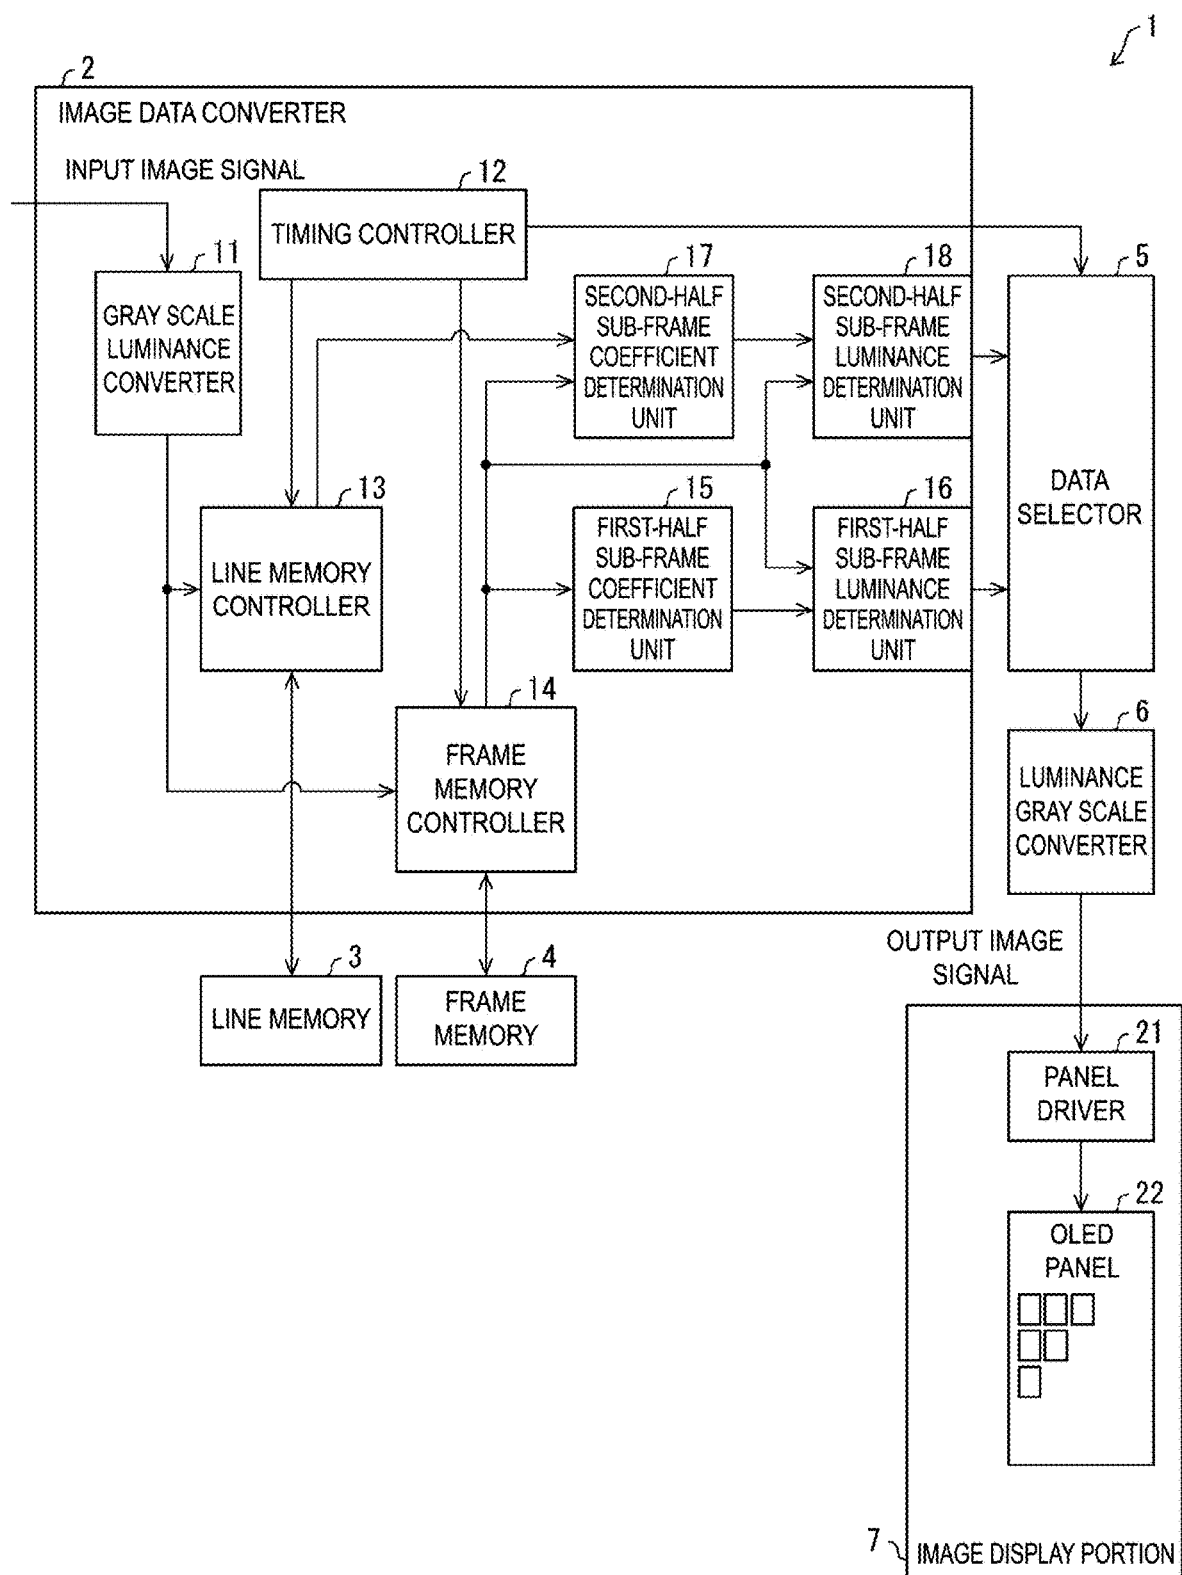 1
2
IMAGE DATA CONVERTER
INPUT IMAGE SIGNAL
12
TIMING CONTROLLER
11
GRAY SCALE
LUMINANCE
CONVERTER
17
SECOND-HALF
SUB-FRAME
COEFFICIENT
DETERMINATION
UNIT
18
SECOND-HALF
SUB-FRAME
LUMINANCE
DETERMINATION
UNIT
5
DATA
SELECTOR
13
LINE MEMORY
CONTROLLER
15
FIRST-HALF
SUB-FRAME
COEFFICIENT
DETERMINATION
UNIT
16
FIRST-HALF
SUB-FRAME
LUMINANCE
DETERMINATION
UNIT
14
FRAME
MEMORY
CONTROLLER
6
LUMINANCE
GRAY SCALE
CONVERTER
OUTPUT IMAGE
SIGNAL
3
LINE MEMORY
4
FRAME
MEMORY
21
PANEL
DRIVER
22
OLED
PANEL
7
IMAGE DISPLAY PORTION